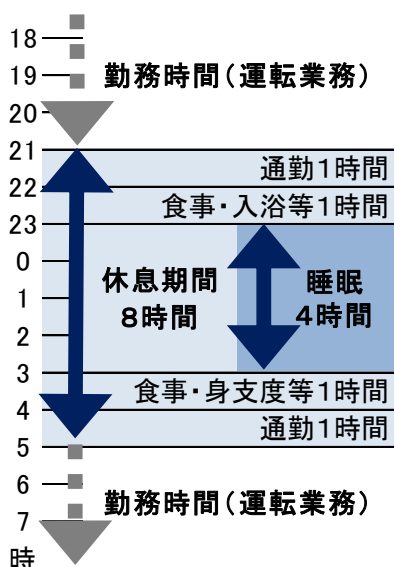 18
19
勤務時間（運転業務）
20
21
通勤1時間
22
食事・入浴等1時間
23
0
休息期間
8時間
睡眠
4時間
1
2
3
食事・身支度等1時間
4
通勤1時間
5
6
勤務時間（運転業務）
7
時